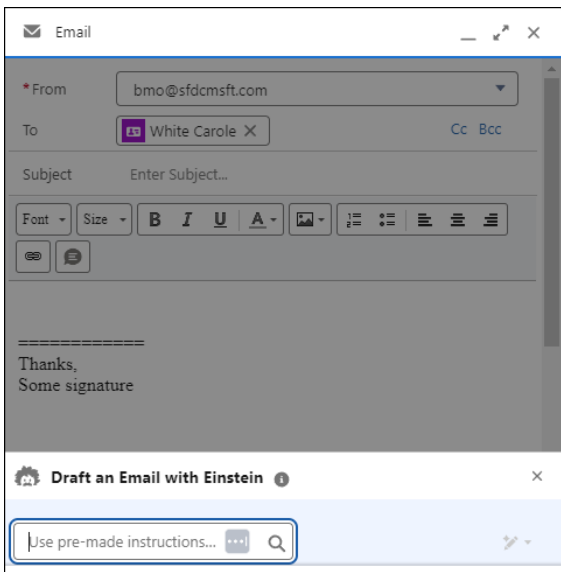 Email
*From bmo@sfdcmsft.com
To White Carole Cc Bcc
Subject Enter Subject...
Font Size B I U A
============
Thanks,
Some signature
Draft an Email with Einstein
Use pre-made instructions...